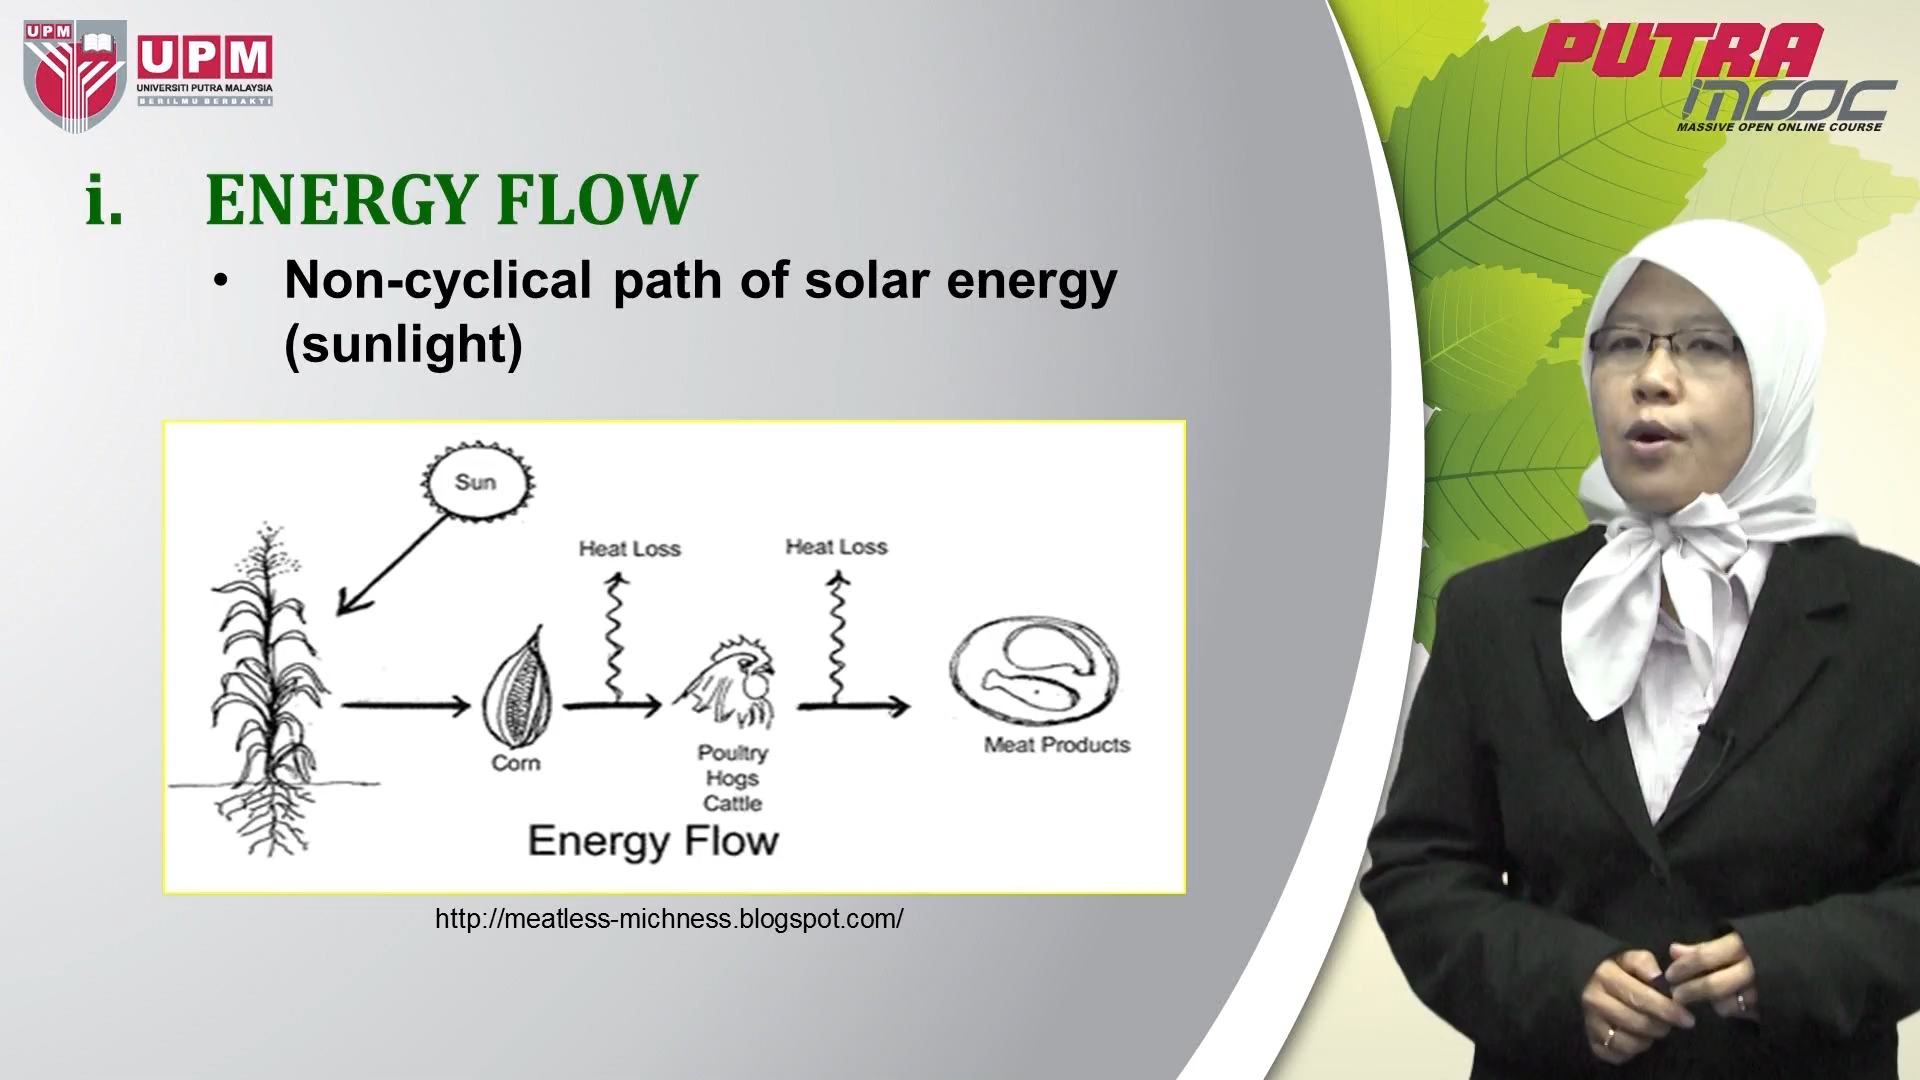 UPM
UPM
UNIVERSITI PUTRA MALAYSIA
BERILMU BERBAKTI
PUTRA
mooc
MASSIVE OPEN ONLINE COURSE
i. ENERGY FLOW
• Non-cyclical path of solar energy
(sunlight)
Sun
Heat Loss
Heat Loss
Corn
Poultry
Hogs
Cattle
Meat Products
Energy Flow
http://meatless-michness.blogspot.com/